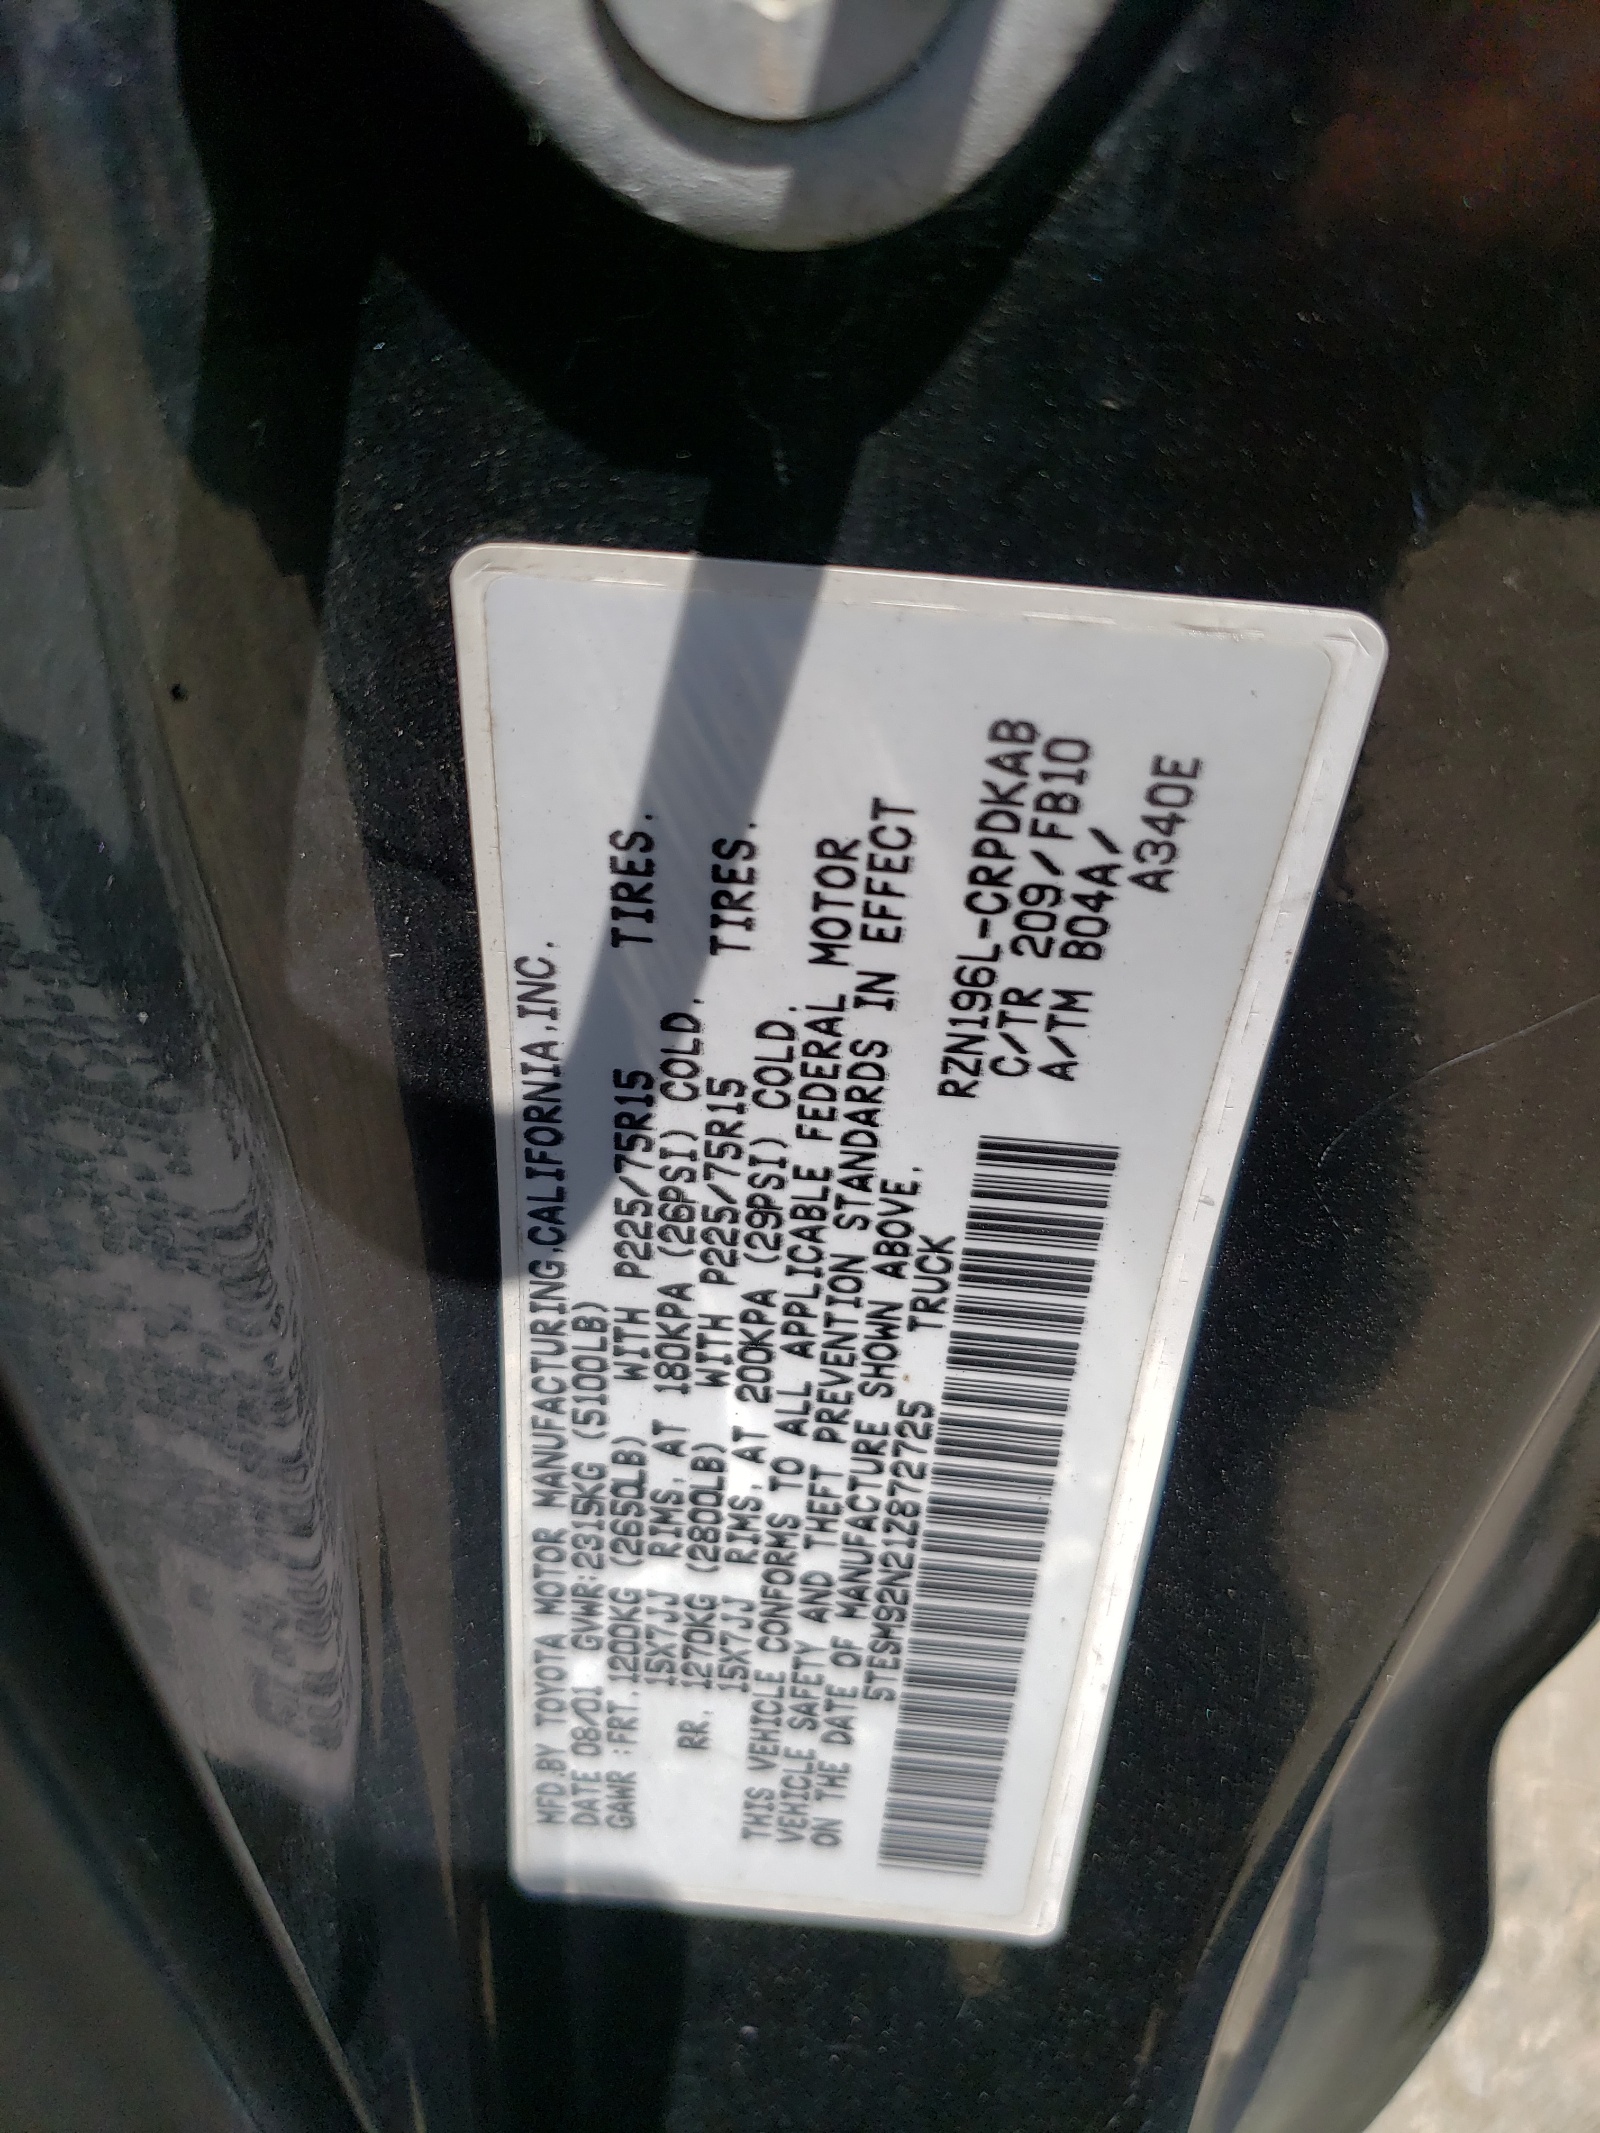 MFD.BY TOYOTA MOTOR MANUFACTURING,CALIFORNIA,INC.
DATE 08/01 GVWR:2315KG (5100LB)
GAWR :FRT.1200KG (2650LB) WITH P225/75R15 TIRES.
15X7JJ RIMS,AT 180KPA (26PSI) COLD.
RR. 1270KG (2800LB) WITH P225/75R15 TIRES.
15X7JJ RIMS,AT 200KPA (29PSI) COLD.
THIS VEHICLE CONFORMS TO ALL APPLICABLE FEDERAL MOTOR
VEHICLE SAFETY AND THEFT PREVENTION STANDARDS IN EFFECT
ON THE DATE OF MANUFACTURE SHOWN ABOVE.
5TESM92N21Z872725 TRUCK
RZN196L-CRPDKAB
C/TR 209/FB10
A/TM B04A/
A340E